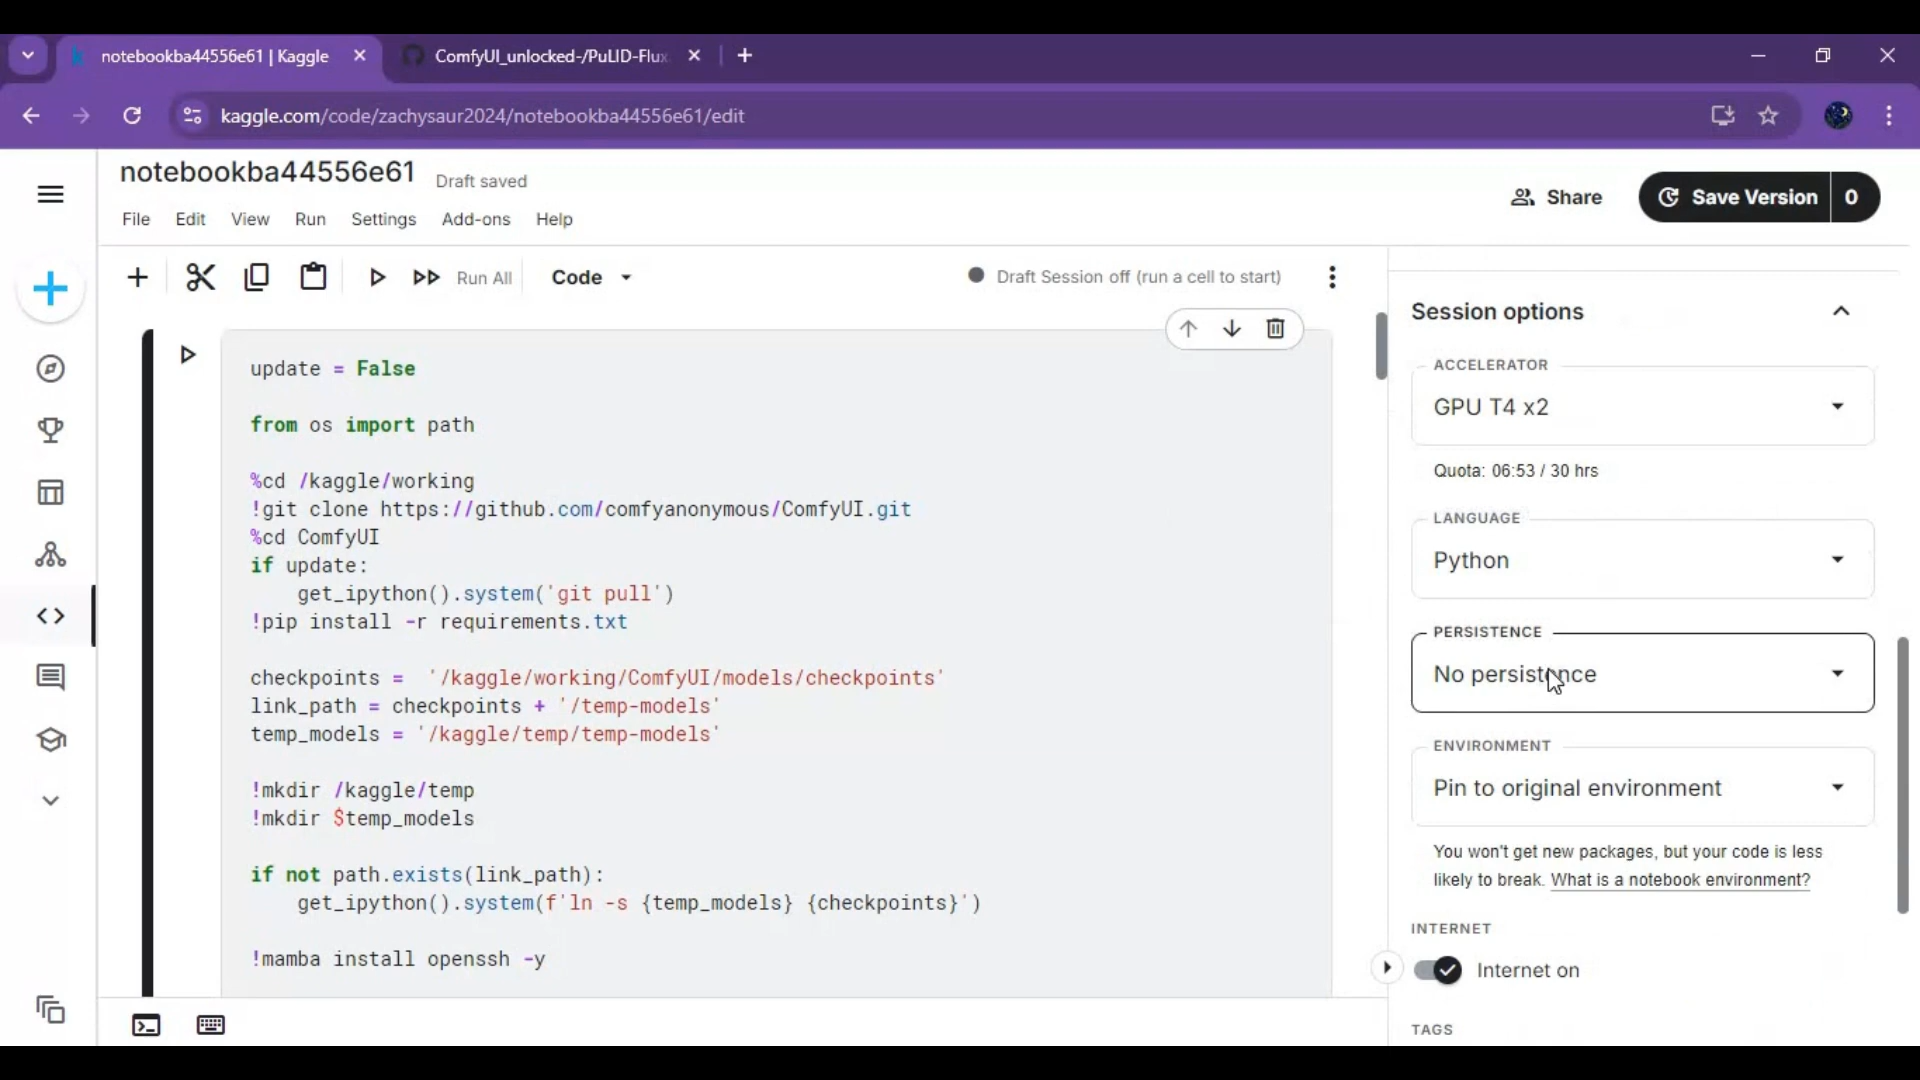 notebookba44556e61 | Kaggle
ComfyUI_unlocked-/PuLID-Flux
kaggle.com/code/zachysaur2024/notebookba44556e61/edit
notebookba44556e61
Draft saved
Share
Save Version
0
File
Edit
View
Run
Settings
Add-ons
Help
Run All
Code
Draft Session off (run a cell to start)
update = False
from os import path
%cd /kaggle/working
!git clone https://github.com/comfyanonymous/ComfyUI.git
%cd ComfyUI
if update:
    get_ipython().system('git pull')
!pip install -r requirements.txt
checkpoints =  '/kaggle/working/ComfyUI/models/checkpoints'
link_path = checkpoints + '/temp-models'
temp_models = '/kaggle/temp/temp-models'
!mkdir /kaggle/temp
!mkdir $temp_models
if not path.exists(link_path):
    get_ipython().system(f'ln -s {temp_models} {checkpoints}')
!mamba install openssh -y
Session options
ACCELERATOR
GPU T4 x2
Quota: 06:53 / 30 hrs
LANGUAGE
Python
PERSISTENCE
No persistence
ENVIRONMENT
Pin to original environment
You won't get new packages, but your code is less
likely to break. What is a notebook environment?
INTERNET
Internet on
TAGS